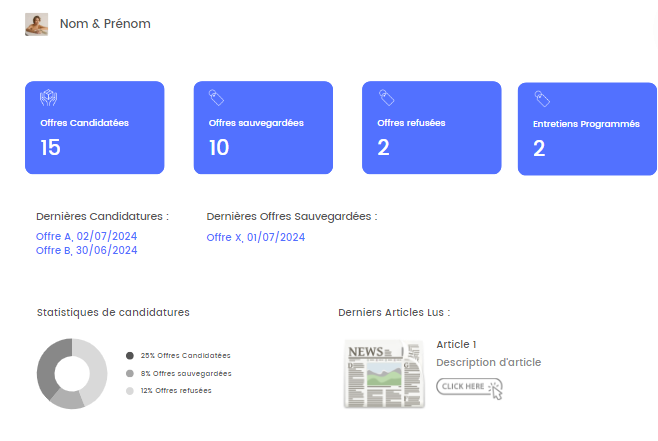 Nom & Prénom
Offres Candidatées
15
Offres sauvegardées
10
Offres refusées
2
Entretiens Programmés
2
Dernières Candidatures :
Offre A, 02/07/2024
Offre B, 30/06/2024
Dernières Offres Sauvegardées :
Offre X, 01/07/2024
Statistiques de candidatures
25% Offres Candidatées
8% Offres sauvegardées
12% Offres refusées
Derniers Articles Lus :
NEWS
Article 1
Description d'article
CLICK HERE